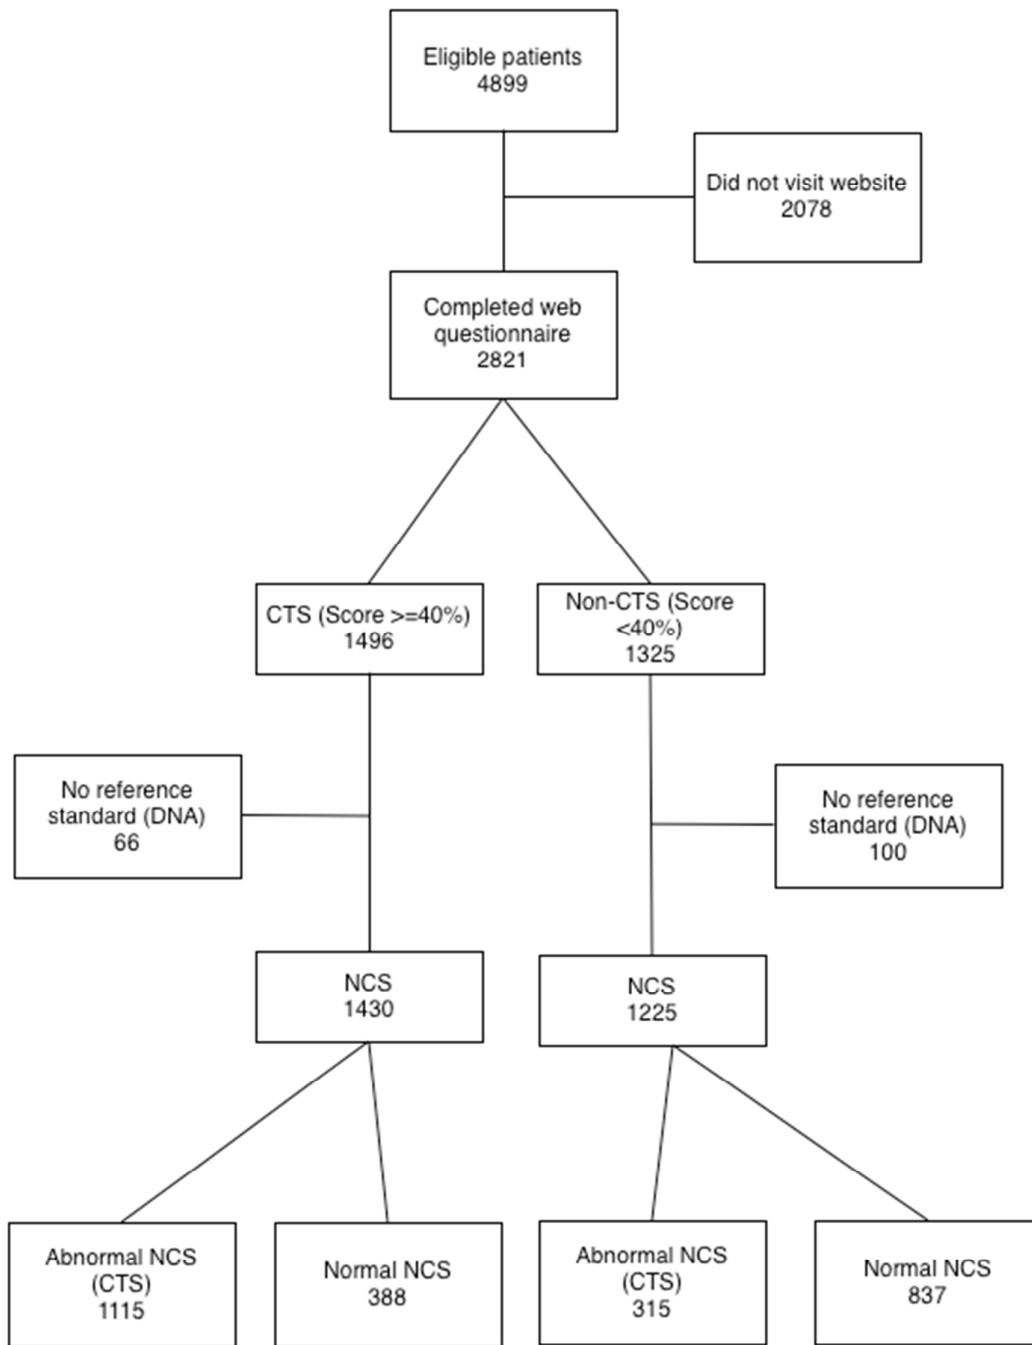 Eligible patients
4899
Did not visit website
2078
Completed web
questionnaire
2821
CTS (Score >=40%)
1496
Non-CTS (Score
<40%)
1325
No reference
standard (DNA)
66
No reference
standard (DNA)
100
NCS
1430
NCS
1225
Abnormal NCS
(CTS)
1115
Normal NCS
388
Abnormal NCS
(CTS)
315
Normal NCS
837